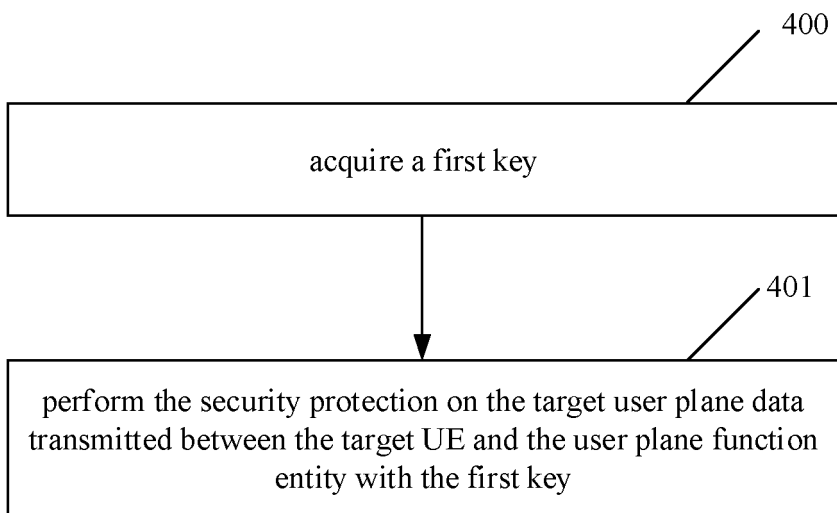 400
acquire a first key
401
perform the security protection on the target user plane data
transmitted between the target UE and the user plane function
entity with the first key